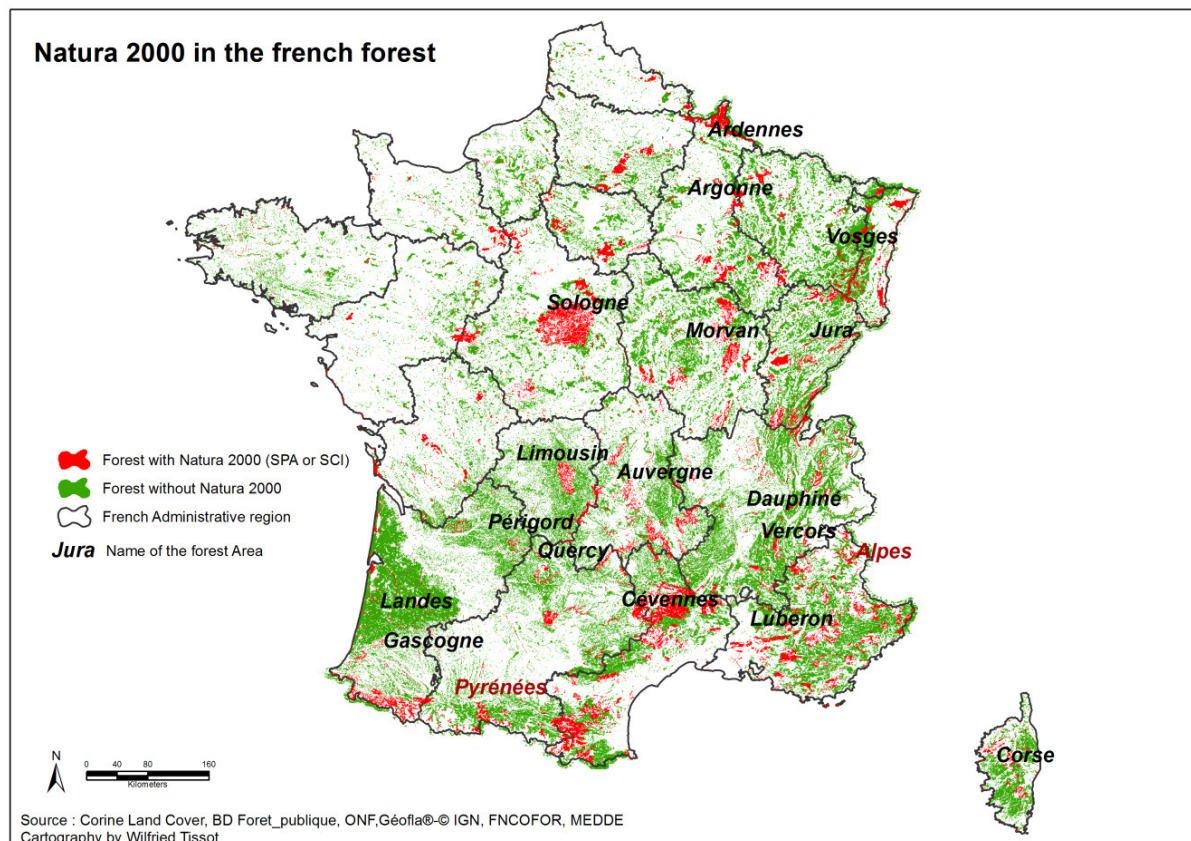 Natura 2000 in the french forest
Ardennes
Argonne
Vosges
Sologne
Morvan
Jura
Limousin
Auvergne
Dauphiné
Périgord
Vercors
Quercy
Alpes
Cévennes
Landes
Luberon
Gascogne
Pyrénées
Corse
Forest with Natura 2000 (SPA or SCI)
Forest without Natura 2000
French Administrative region
Jura Name of the forest Area
N
0 40 80 160
Kilometers
Source : Corine Land Cover, BD Foret_publique, ONF,Géofla®-© IGN, FNCOFOR, MEDDE
Cartography by Wilfried Tissot